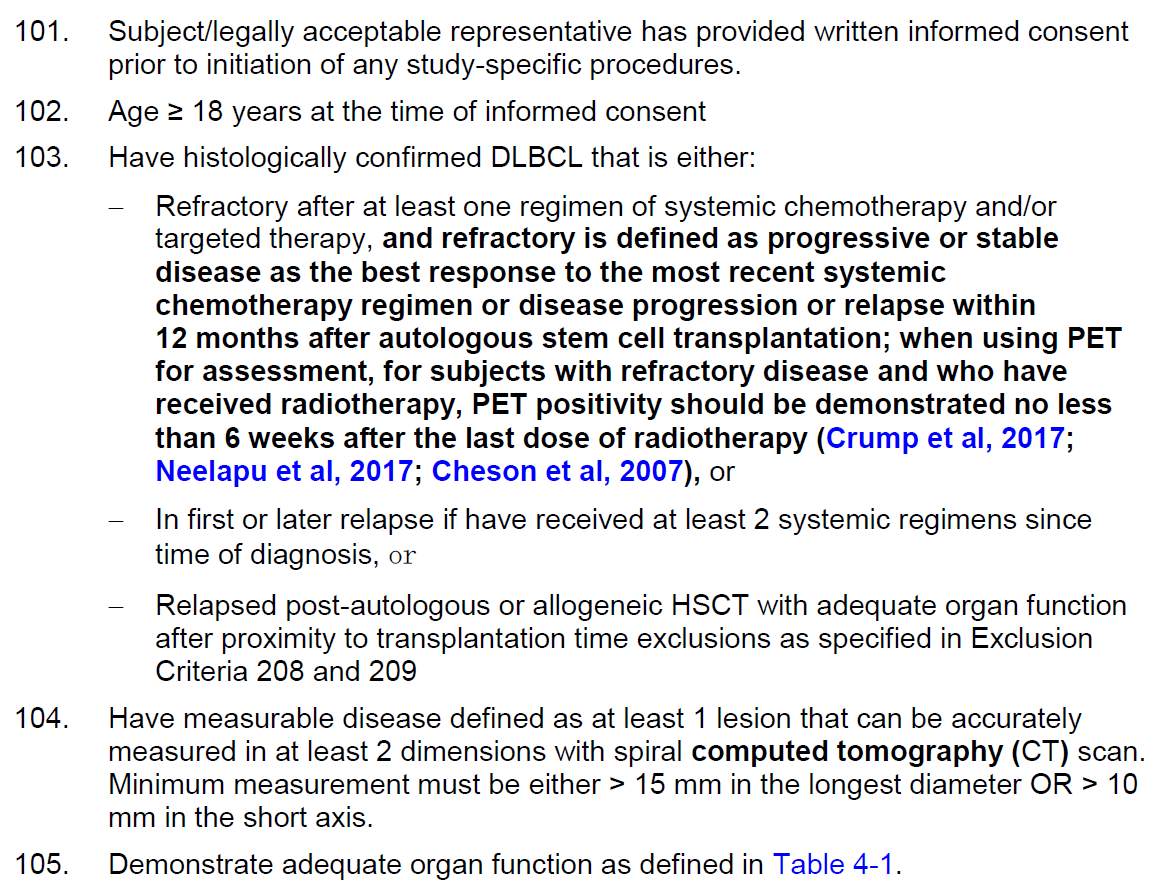 101. Subject/legally acceptable representative has provided written informed consent
prior to initiation of any study-specific procedures.
102. Age ≥ 18 years at the time of informed consent
103. Have histologically confirmed DLBCL that is either:
– Refractory after at least one regimen of systemic chemotherapy and/or
targeted therapy, and refractory is defined as progressive or stable
disease as the best response to the most recent systemic
chemotherapy regimen or disease progression or relapse within
12 months after autologous stem cell transplantation; when using PET
for assessment, for subjects with refractory disease and who have
received radiotherapy, PET positivity should be demonstrated no less
than 6 weeks after the last dose of radiotherapy (Crump et al, 2017;
Neelapu et al, 2017; Cheson et al, 2007), or
– In first or later relapse if have received at least 2 systemic regimens since
time of diagnosis, or
– Relapsed post-autologous or allogeneic HSCT with adequate organ function
after proximity to transplantation time exclusions as specified in Exclusion
Criteria 208 and 209
104. Have measurable disease defined as at least 1 lesion that can be accurately
measured in at least 2 dimensions with spiral computed tomography (CT) scan.
Minimum measurement must be either > 15 mm in the longest diameter OR > 10
mm in the short axis.
105. Demonstrate adequate organ function as defined in Table 4-1.